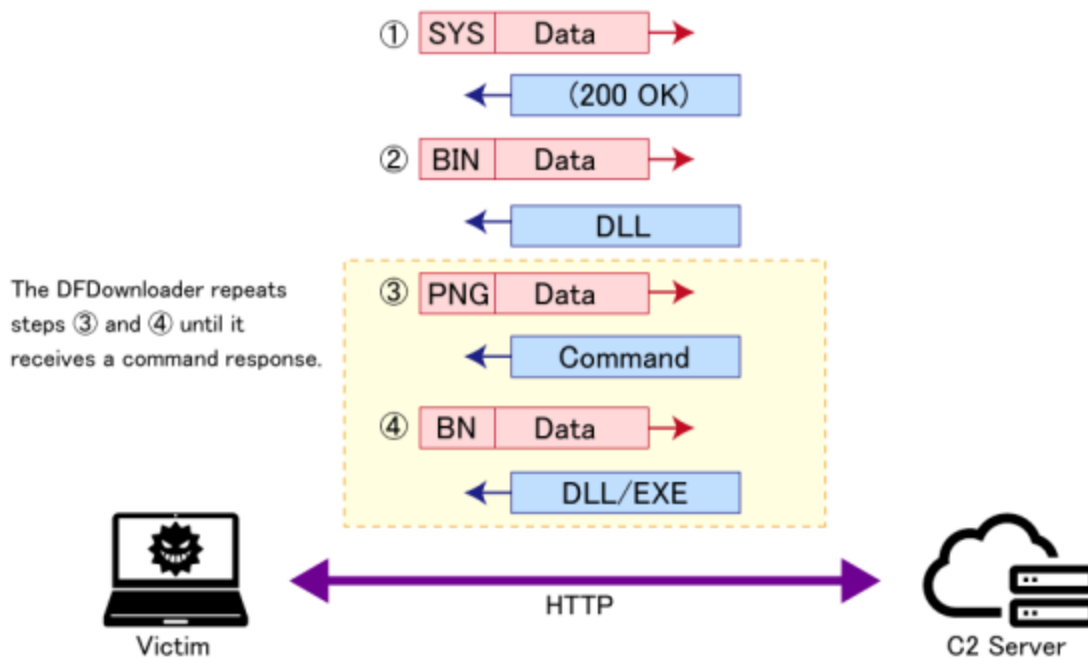 ① SYS Data
(200 OK)
② BIN Data
DLL
③ PNG Data
Command
④ BN Data
DLL/EXE
The DFDownloader repeats
steps ③ and ④ until it
receives a command response.
HTTP
Victim
C2 Server